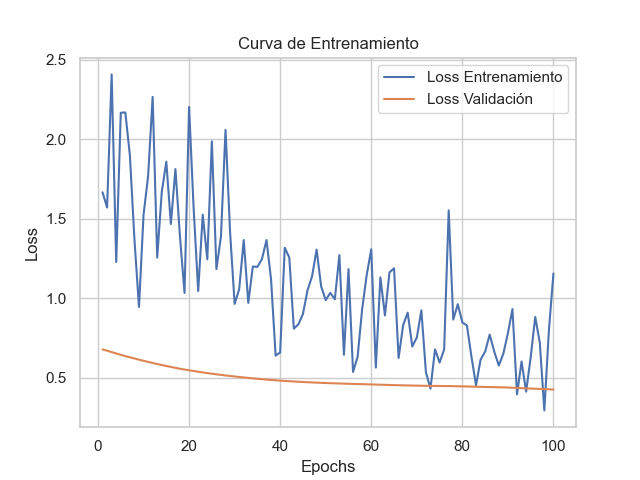 Curva de Entrenamiento
Loss Entrenamiento
Loss Validación
2.5
2.0
1.5
1.0
0.5
Loss
0 20 40 60 80 100
Epochs